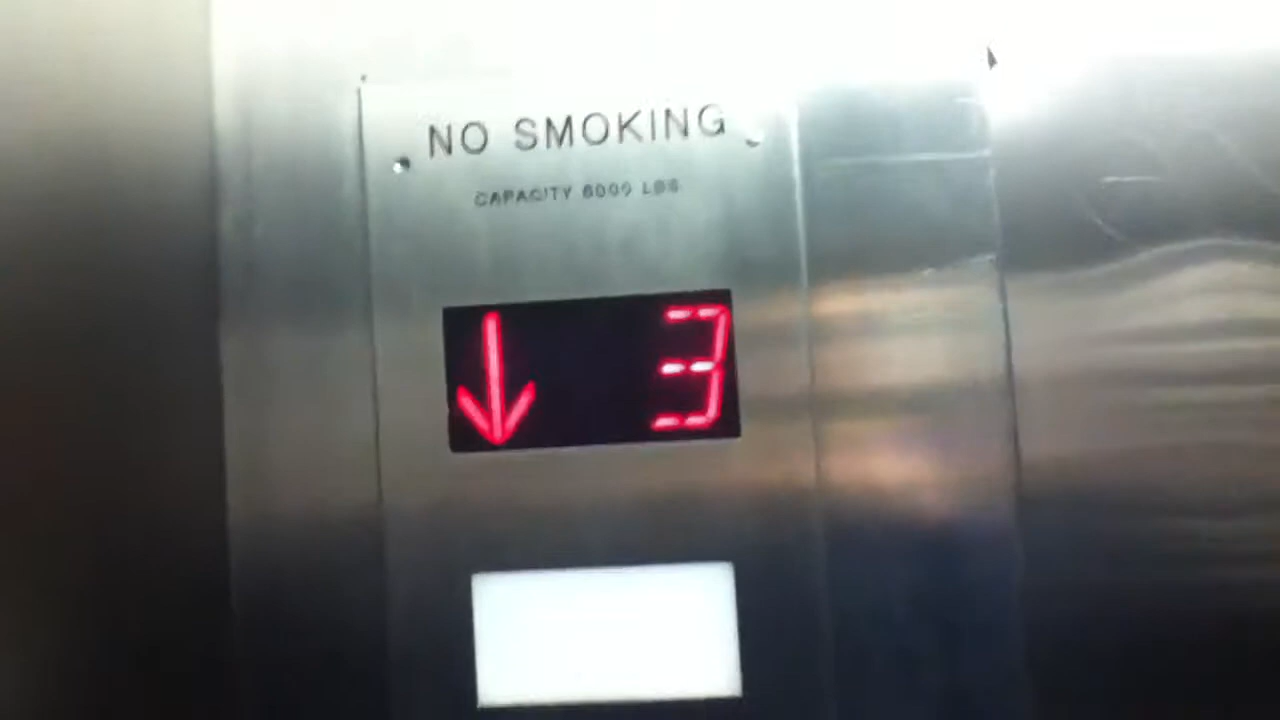 NO SMOKING
CAPACITY 6000 LBS
↓ 3